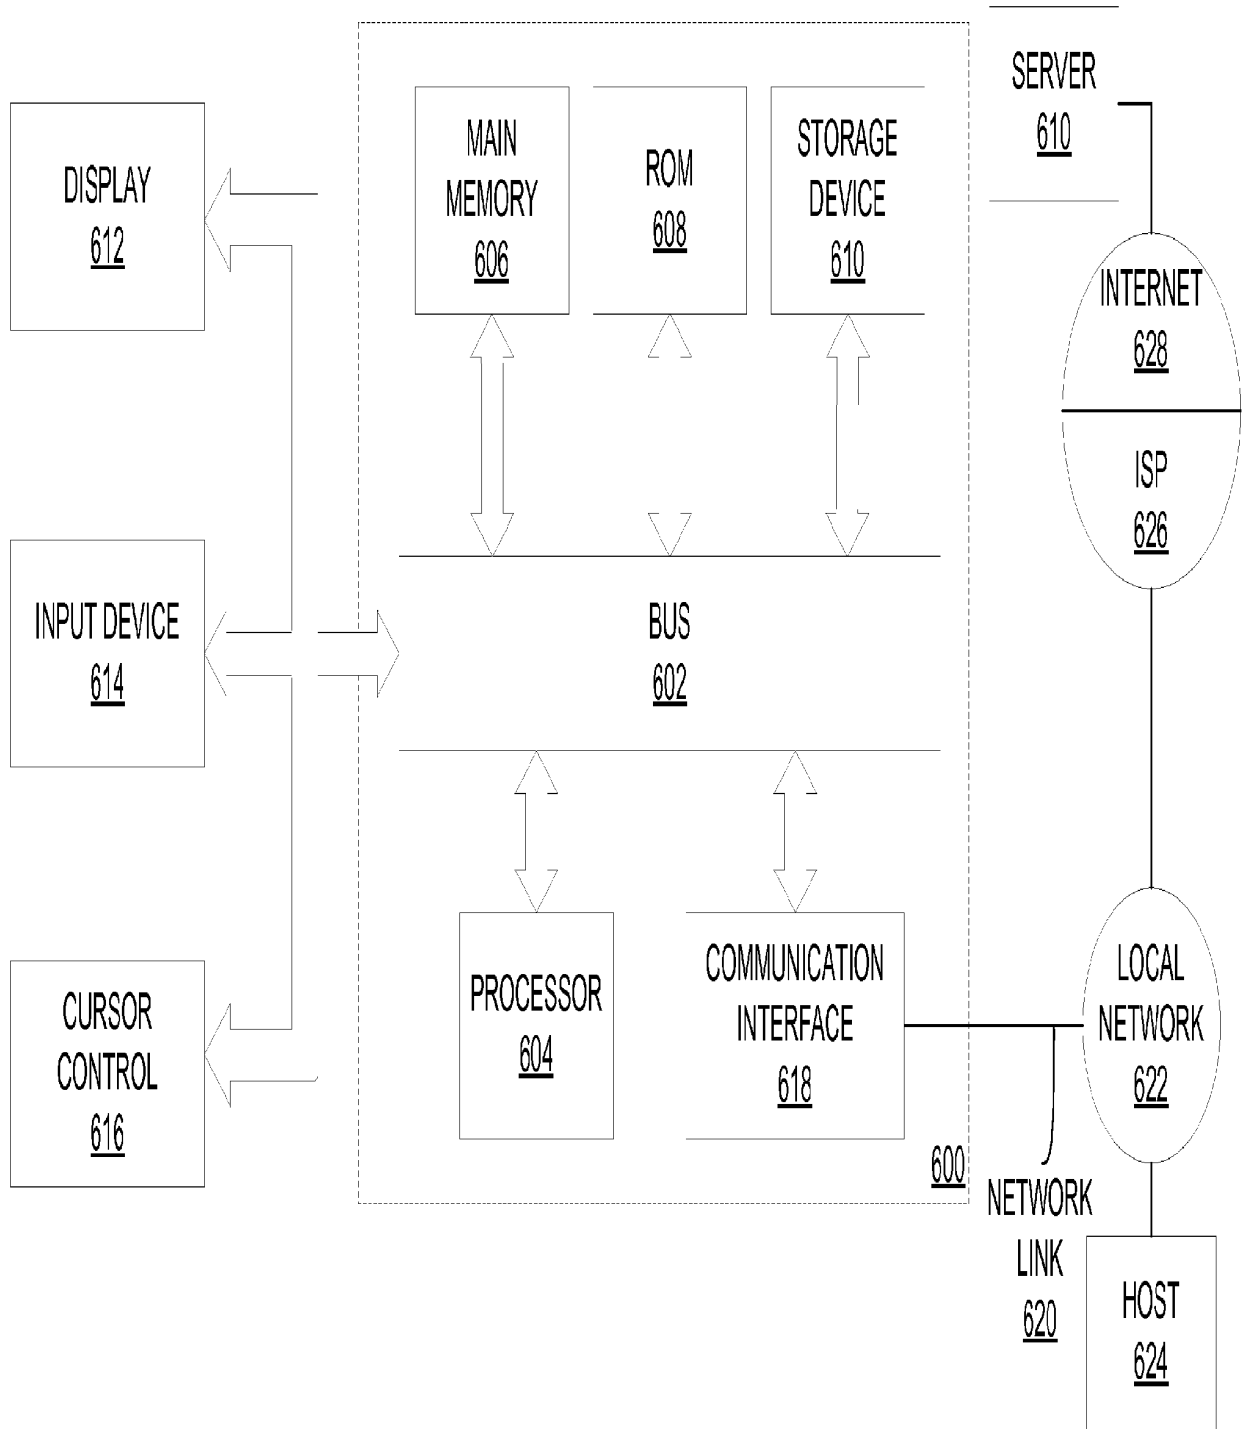 SERVER
610
DISPLAY
612
MAIN
MEMORY
606
ROM
608
STORAGE
DEVICE
610
INTERNET
628
ISP
626
INPUT DEVICE
614
BUS
602
CURSOR
CONTROL
616
PROCESSOR
604
COMMUNICATION
INTERFACE
618
LOCAL
NETWORK
622
600
NETWORK
LINK
620
HOST
624